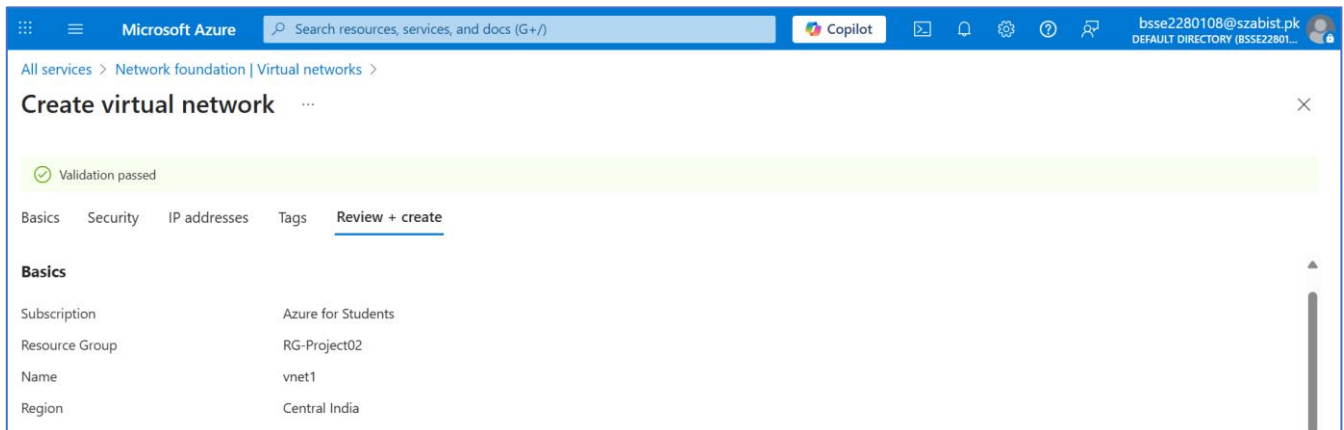 Microsoft Azure Search resources, services, and docs (G+/) Copilot bsse2280108@szabist.pk
DEFAULT DIRECTORY (BSSE22801...
All services > Network foundation | Virtual networks >
Create virtual network ...
Validation passed
Basics Security IP addresses Tags Review + create
Basics
Subscription Azure for Students
Resource Group RG-Project02
Name vnet1
Region Central India